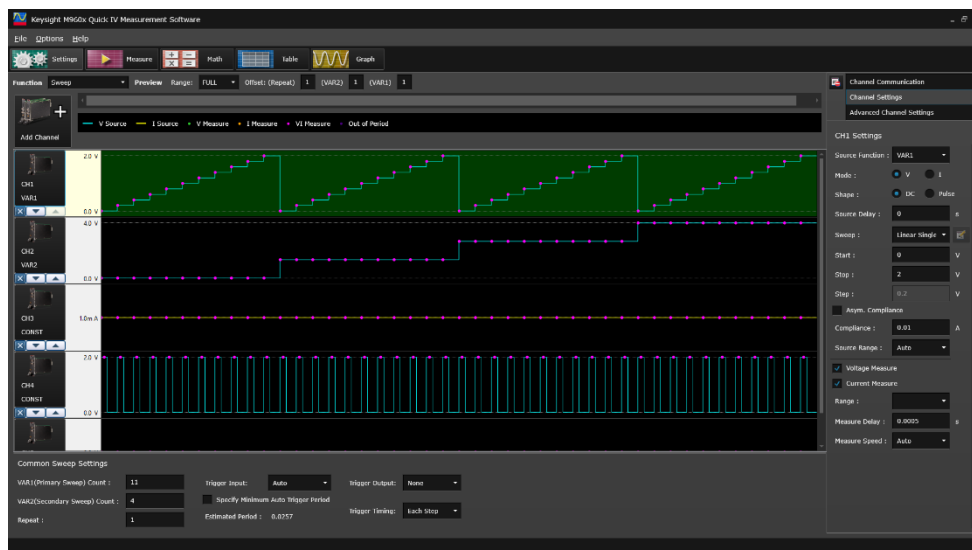 Keysight M960x Quick IV Measurement Software
File Options Help
Settings Measure Math Table Graph
Function Sweep Preview Range: FULL Offset: (Repeat) 1 (VAR2) 1 (VAR1) 1
Add Channel
V Source I Source V Measure I Measure VI Measure Out of Period
CH1
VAR1
2.0 V
0.0 V
CH2
VAR2
4.0 V
0.0 V
CH3
CONST
1.0m A
CH4
CONST
2.0 V
0.0 V
Common Sweep Settings
VAR1(Primary Sweep) Count : 11
VAR2(Secondary Sweep) Count : 4
Repeat : 1
Trigger Input: Auto
Specify Minimum Auto Trigger Period
Estimated Period : 0.0257
Trigger Output: None
Trigger Timing: Each Step
Channel Communication
Channel Settings
Advanced Channel Settings
CH1 Settings
Source Function : VAR1
Mode : V I
Shape : DC Pulse
Source Delay : 0 s
Sweep : Linear Single
Start : 0 V
Stop : 2 V
Step : 0.2 V
Asym. Compliance
Compliance : 0.01 A
Source Range : Auto
Voltage Measure
Current Measure
Range :
Measure Delay : 0.0005 s
Measure Speed : Auto